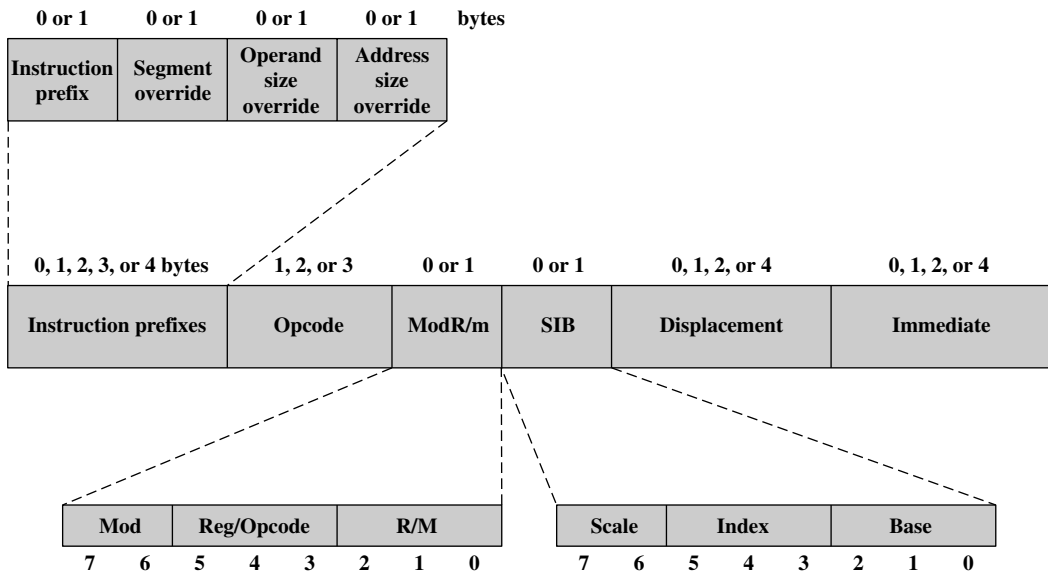 0 or 1 0 or 1 0 or 1 0 or 1 bytes
Instruction prefix
Segment override
Operand size override
Address size override
0, 1, 2, 3, or 4 bytes 1, 2, or 3 0 or 1 0 or 1 0, 1, 2, or 4 0, 1, 2, or 4
Instruction prefixes Opcode ModR/m SIB Displacement Immediate
Mod Reg/Opcode R/M Scale Index Base
7 6 5 4 3 2 1 0 7 6 5 4 3 2 1 0